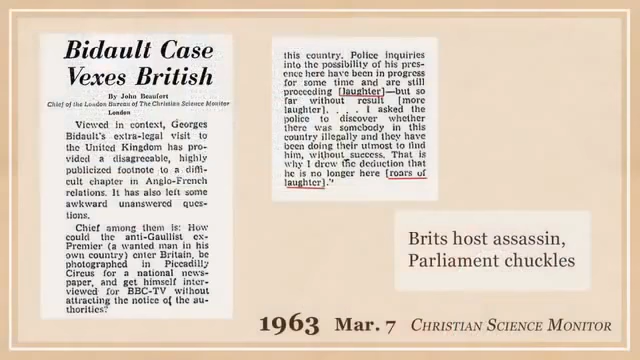 Bidault Case
Vexes British
By John Beaufort
Chief of the London Bureau of The Christian Science Monitor
London
Viewed in context, Georges
Bidault's extra-legal visit to
the United Kingdom has pro-
vided a disagreeable, highly
publicized footnote to a diffi-
cult chapter in Anglo-French
relations. It has also left some
awkward unanswered ques-
tions.
Chief among them is: How
could the anti-Gaullist ex-
Premier (a wanted man in his
own country) enter Britain, be
photographed in Piccadilly
Circus for a national news-
paper, and get himself inter-
viewed for BBC-TV without
attracting the notice of the au-
thorities?
this country. Police inquiries
into the possibility of his pres-
ence here have been in progress
for some time and are still
proceeding [laughter]—but so
far without result [more
laughter]. . . . I asked the
police to discover whether
there was somebody in this
country illegally and they have
been doing their utmost to find
him, without success. That is
why I drew the deduction that
he is no longer here [roars of
laughter]."
Brits host assassin,
Parliament chuckles
1963 Mar. 7 Christian Science Monitor